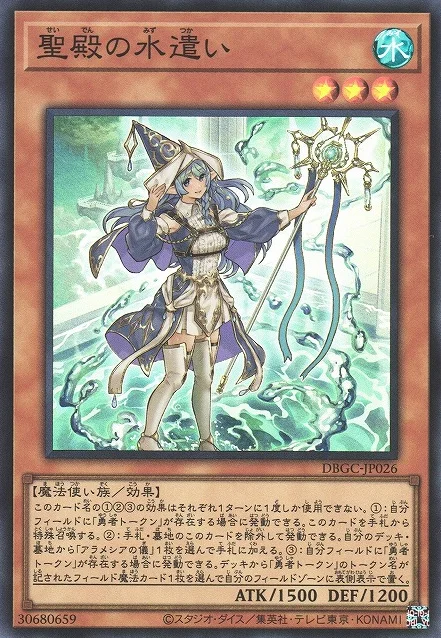 聖殿の水遣い
水
DBGC-JP026
【魔法使い族／効果】
このカード名の①②③の効果はそれぞれ1ターンに1度しか使用できない。①：自分
フィールドに「勇者トークン」が存在する場合に発動できる。このカードを手札から
特殊召喚する。②：手札・墓地のこのカードを除外して発動できる。自分のデッキ・
墓地から「アラメシアの儀」1枚を選んで手札に加える。③：自分フィールドに「勇者
トークン」が存在する場合に発動できる。デッキから「勇者トークン」のトークン名が
記されたフィールド魔法カード1枚を選んで自分のフィールドゾーンに表側表示で置く。
ATK/1500 DEF/1200
30680659
©スタジオ・ダイス／集英社・テレビ東京・KONAMI